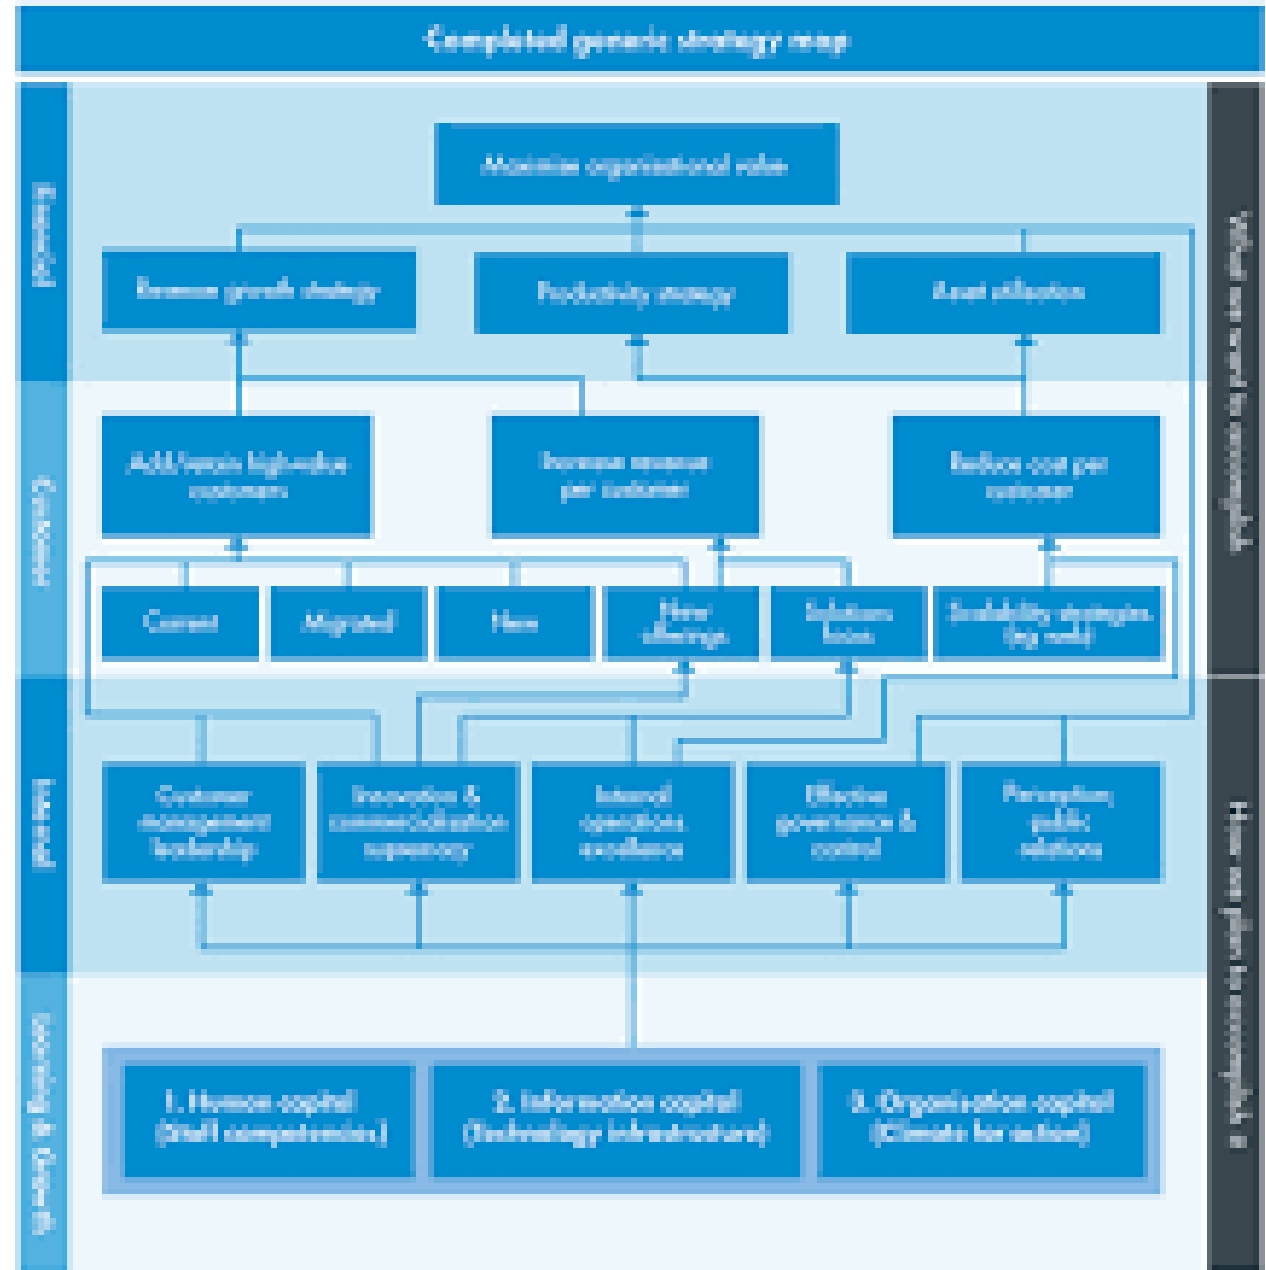 Completed generic strategy map
Financial
What we want to accomplish
Maximise organisational value
Revenue growth strategy
Productivity strategy
Asset utilisation
Customer
Add/retain high-value
customers
Increase revenue
per customer
Reduce cost per
customer
Current
Migrated
New
New
offerings
Solutions
focus
Scalability strategies
(eg web)
Internal
How we plan to accomplish it
Customer
management
leadership
Innovation &
commercialisation
supremacy
Internal
operations
excellence
Effective
governance &
control
Perception;
public
relations
Learning & Growth
1. Human capital
(Staff competencies)
2. Information capital
(Technology infrastructure)
3. Organisation capital
(Climate for action)